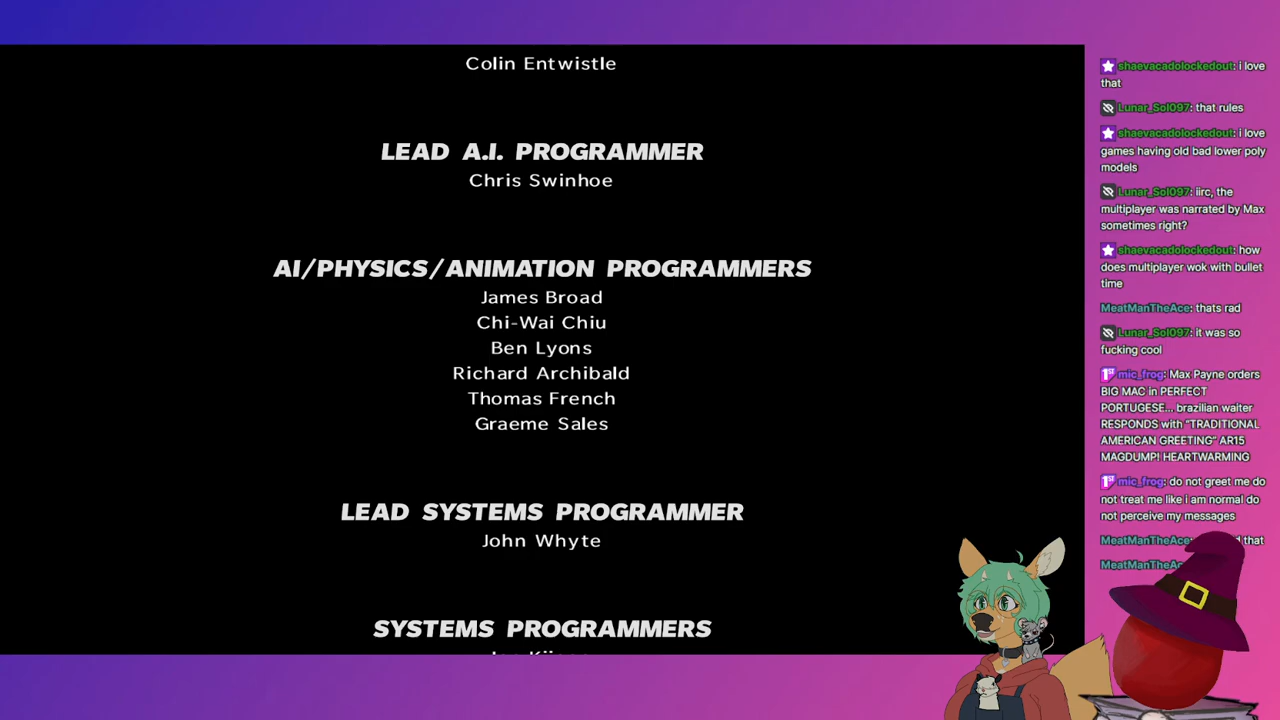 Colin Entwistle
LEAD A.I. PROGRAMMER
Chris Swinhoe
AI/PHYSICS/ANIMATION PROGRAMMERS
James Broad
Chi-Wai Chiu
Ben Lyons
Richard Archibald
Thomas French
Graeme Sales
LEAD SYSTEMS PROGRAMMER
John Whyte
SYSTEMS PROGRAMMERS
shaevacadolockedout: i love
that
Lunar_Sol097: that rules
shaevacadolockedout: i love
games having old bad lower poly
models
Lunar_Sol097: iirc, the
multiplayer was narrated by Max
sometimes right?
shaevacadolockedout: how
does multiplayer wok with bullet
time
MeatManTheAce: thats rad
Lunar_Sol097: it was so
fucking cool
1ST mic_frog: Max Payne orders
BIG MAC in PERFECT
PORTUGESE... brazilian waiter
RESPONDS with "TRADITIONAL
AMERICAN GREETING" AR15
MAGDUMP! HEARTWARMING
1ST mic_frog: do not greet me do
not treat me like i am normal do
not perceive my messages
MeatManTheAce: that